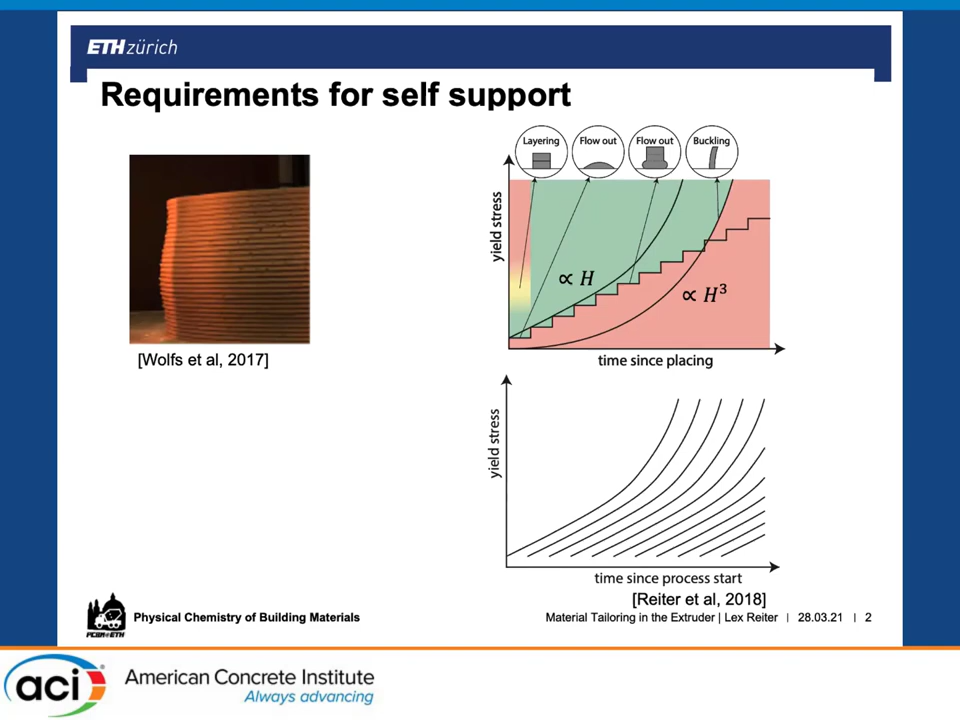 ETH zürich
Requirements for self support
Layering
Flow out
Flow out
Buckling
yield stress
∝ H
∝ H³
time since placing
[Wolfs et al, 2017]
yield stress
time since process start
[Reiter et al, 2018]
PCBM@ETH
Physical Chemistry of Building Materials
Material Tailoring in the Extruder | Lex Reiter | 28.03.21 | 2
aci
American Concrete Institute
Always advancing